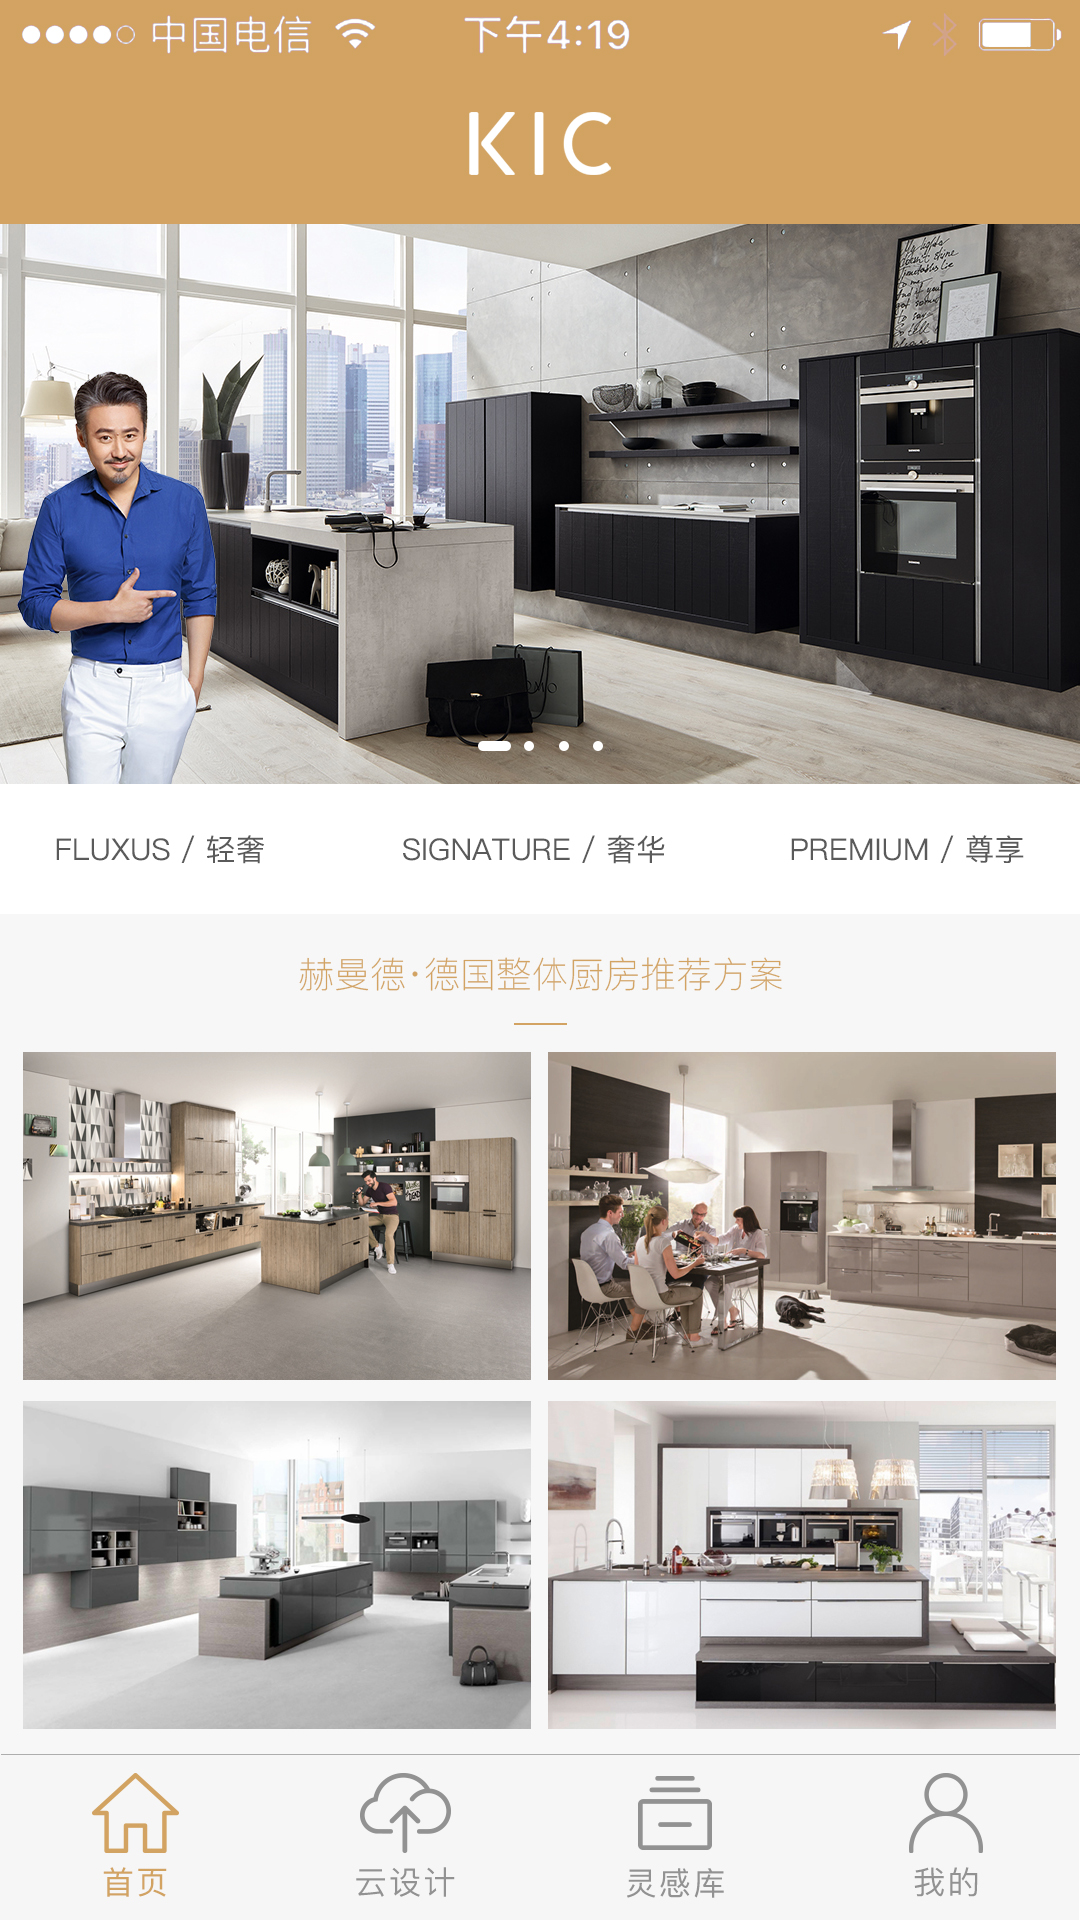 中国电信
下午4:19
KIC
My lights
FLUXUS / 轻奢
SIGNATURE / 奢华
PREMIUM / 尊享
赫曼德·德国整体厨房推荐方案
首页
云设计
灵感库
我的